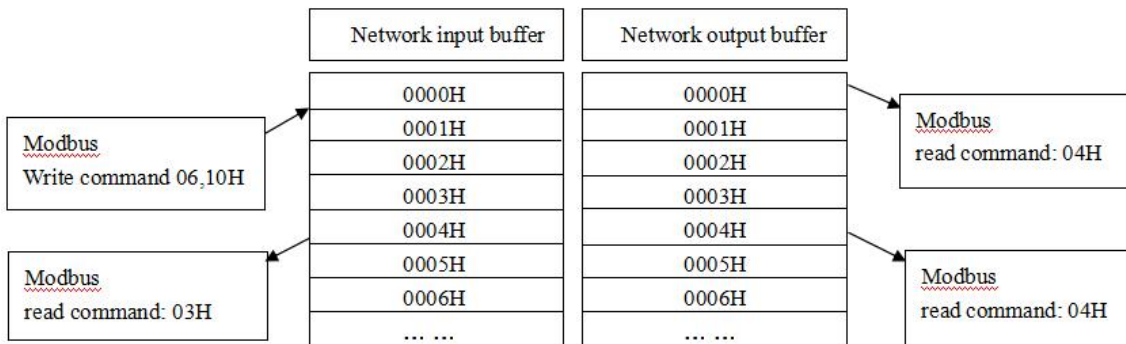 Network input buffer
Network output buffer
Modbus
Write command 06,10H
Modbus
read command: 03H
0000H
0001H
0002H
0003H
0004H
0005H
0006H
... ...
0000H
0001H
0002H
0003H
0004H
0005H
0006H
... ...
Modbus
read command: 04H
Modbus
read command: 04H